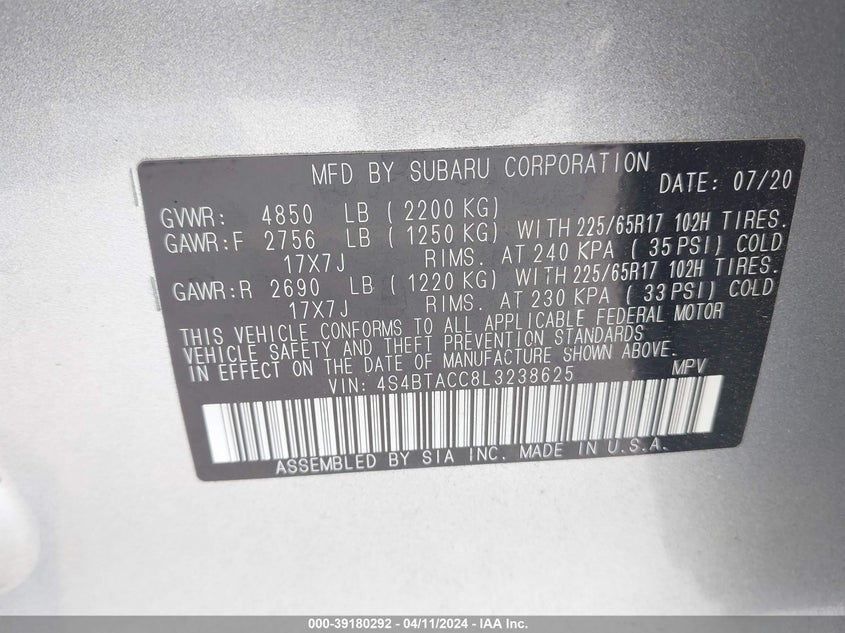 MFD BY SUBARU CORPORATION DATE: 07/20
GVWR: 4850 LB ( 2200 KG)
GAWR:F 2756 LB ( 1250 KG) WITH 225/65R17 102H TIRES.
17X7J RIMS. AT 240 KPA ( 35 PSI) COLD
GAWR:R 2690 LB ( 1220 KG) WITH 225/65R17 102H TIRES.
17X7J RIMS. AT 230 KPA ( 33 PSI) COLD
THIS VEHICLE CONFORMS TO ALL APPLICABLE FEDERAL MOTOR
VEHICLE SAFETY AND THEFT PREVENTION STANDARDS
IN EFFECT ON THE DATE OF MANUFACTURE SHOWN ABOVE.
VIN: 4S4BTACC8L3238625 MPV
ASSEMBLED BY SIA INC. MADE IN U.S.A.
000-39180292 - 04/11/2024 - IAA Inc.